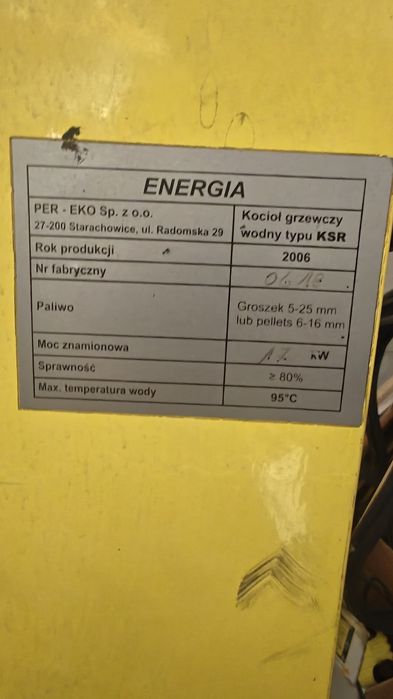 ENERGIA
PER - EKO Sp. z o.o.
27-200 Starachowice, ul. Radomska 29
Kocioł grzewczy
wodny typu KSR
Rok produkcji 2006
Nr fabryczny
Paliwo
Groszek 5-25 mm
lub pellets 6-16 mm
Moc znamionowa 17 kW
Sprawność ≥ 80%
Max. temperatura wody 95°C